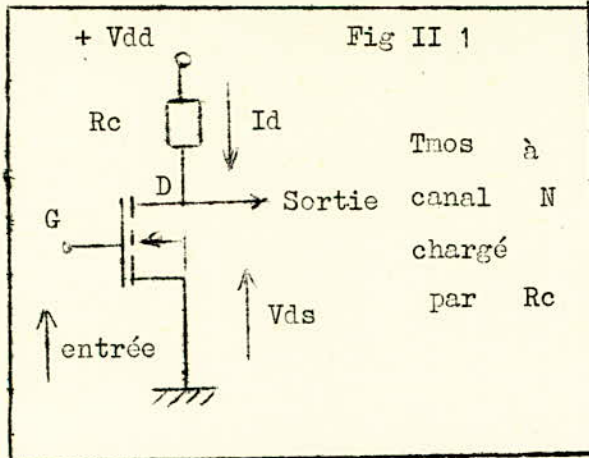 + Vdd
Fig II 1
Rc
Id
Tmos à
canal N
chargé
par Rc
D
Sortie
G
Vds
entrée